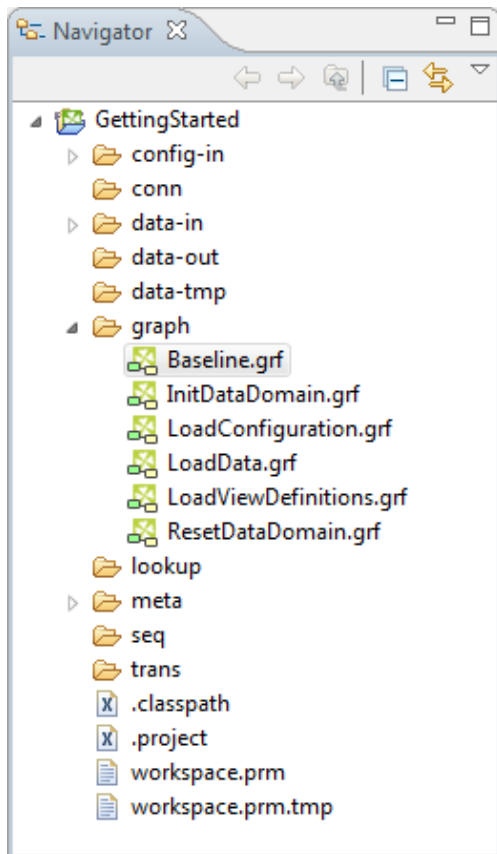 Navigator
GettingStarted
config-in
conn
data-in
data-out
data-tmp
graph
Baseline.grf
InitDataDomain.grf
LoadConfiguration.grf
LoadData.grf
LoadViewDefinitions.grf
ResetDataDomain.grf
lookup
meta
seq
trans
.classpath
.project
workspace.prm
workspace.prm.tmp